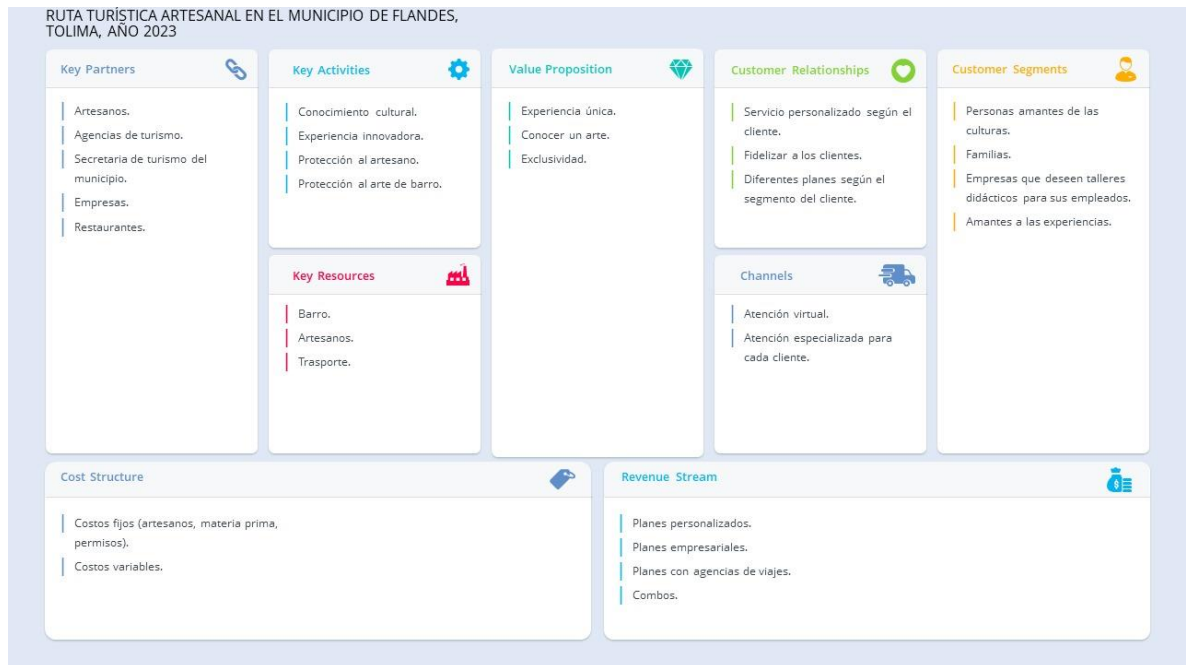 RUTA TURÍSTICA ARTESANAL EN EL MUNICIPIO DE FLANDES,
TOLIMA, AÑO 2023
Key Partners
Artesanos.
Agencias de turismo.
Secretaria de turismo del
municipio.
Empresas.
Restaurantes.
Key Activities
Conocimiento cultural.
Experiencia innovadora.
Protección al artesano.
Protección al arte de barro.
Key Resources
Barro.
Artesanos.
Trasporte.
Value Proposition
Experiencia única.
Conocer un arte.
Exclusividad.
Customer Relationships
Servicio personalizado según el
cliente.
Fidelizar a los clientes.
Diferentes planes según el
segmento del cliente.
Channels
Atención virtual.
Atención especializada para
cada cliente.
Customer Segments
Personas amantes de las
culturas.
Familias.
Empresas que deseen talleres
didácticos para sus empleados.
Amantes a las experiencias.
Cost Structure
Costos fijos (artesanos, materia prima,
permisos).
Costos variables.
Revenue Stream
Planes personalizados.
Planes empresariales.
Planes con agencias de viajes.
Combos.